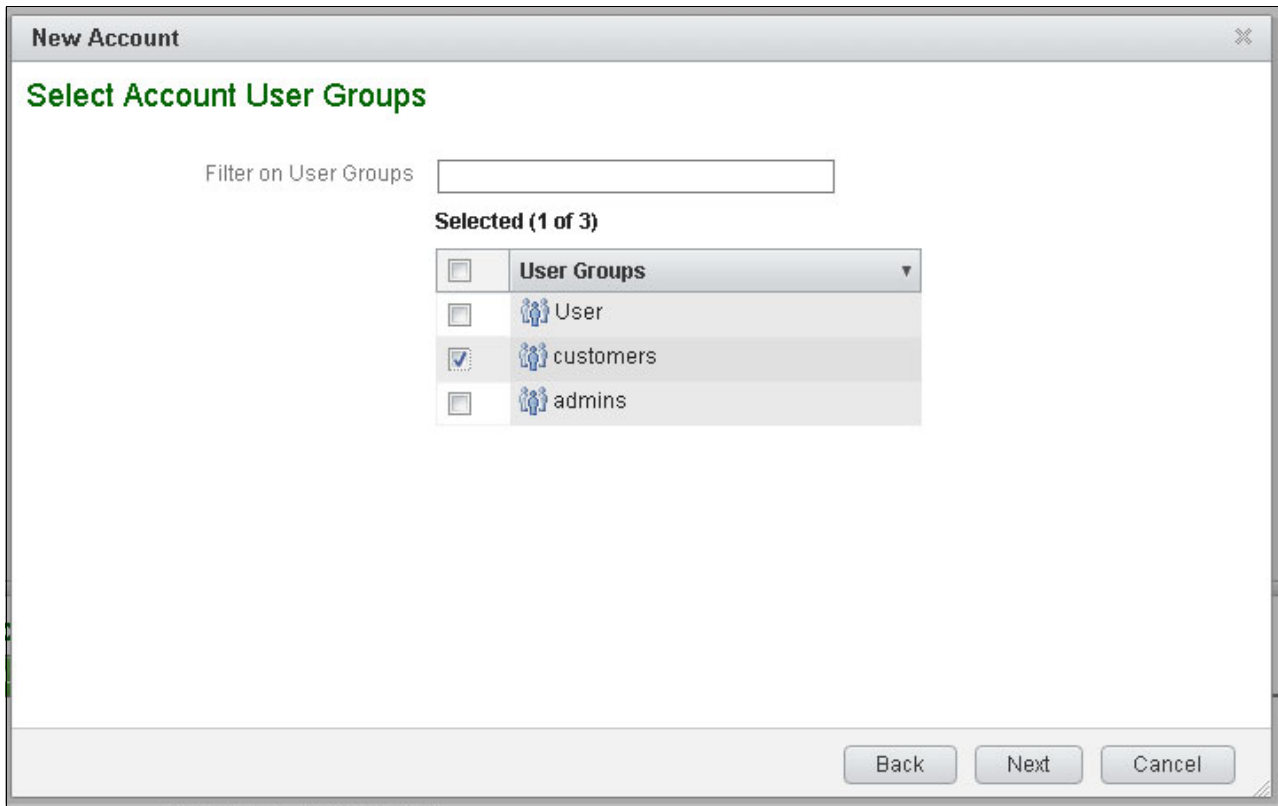 New Account
Select Account User Groups
Filter on User Groups
Selected (1 of 3)
User Groups
User
customers
admins
Back Next Cancel